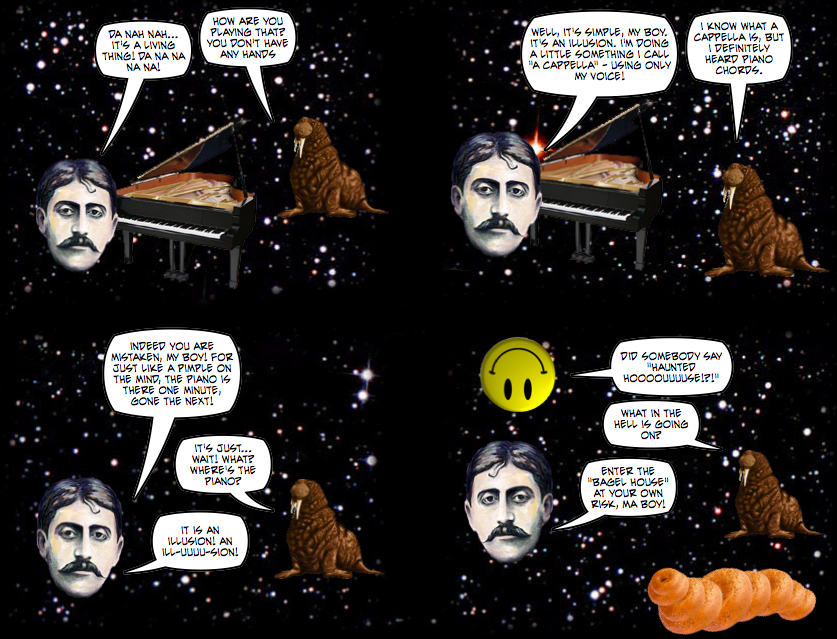 DA NAH NAH...
IT'S A LIVING
THING! DA NA NA
NA NA!
HOW ARE YOU
PLAYING THAT?
YOU DON'T HAVE
ANY HANDS
WELL, IT'S SIMPLE, MY BOY.
IT'S AN ILLUSION. I'M DOING
A LITTLE SOMETHING I CALL
"A CAPPELLA" - USING ONLY
MY VOICE!
I KNOW WHAT A
CAPPELLA IS, BUT
I DEFINITELY
HEARD PIANO
CHORDS.
INDEED YOU ARE
MISTAKEN, MY BOY! FOR
JUST LIKE A PIMPLE ON
THE MIND, THE PIANO IS
THERE ONE MINUTE,
GONE THE NEXT!
IT'S JUST...
WAIT! WHAT?
WHERE'S THE
PIANO?
IT IS AN
ILLUSION! AN
ILL-UUUU-SION!
DID SOMEBODY SAY
"HAUNTED
HOOOOUUUUSE!?!"
WHAT IN THE
HELL IS GOING
ON?
ENTER THE
"BAGEL HOUSE"
AT YOUR OWN
RISK, MA BOY!